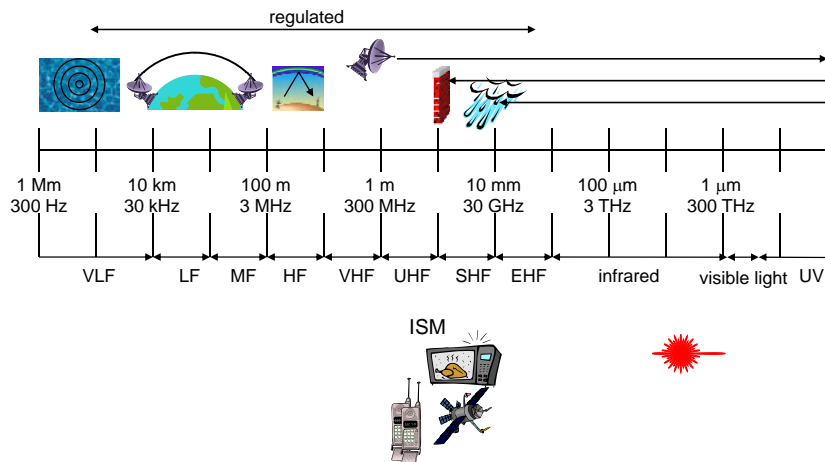 regulated
1 Mm 10 km 100 m 1 m 10 mm 100 μm 1 μm
300 Hz 30 kHz 3 MHz 300 MHz 30 GHz 3 THz 300 THz
VLF LF MF HF VHF UHF SHF EHF infrared visible light UV
ISM